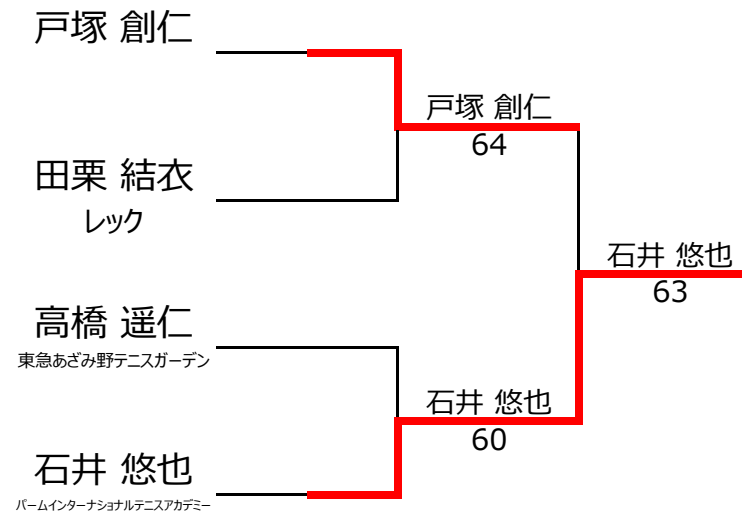 戸塚 創仁
戸塚 創仁
64
田栗 結衣
レック
石井 悠也
63
高橋 遥仁
東急あざみ野テニスガーデン
石井 悠也
60
石井 悠也
パームインターナショナルテニスアカデミー